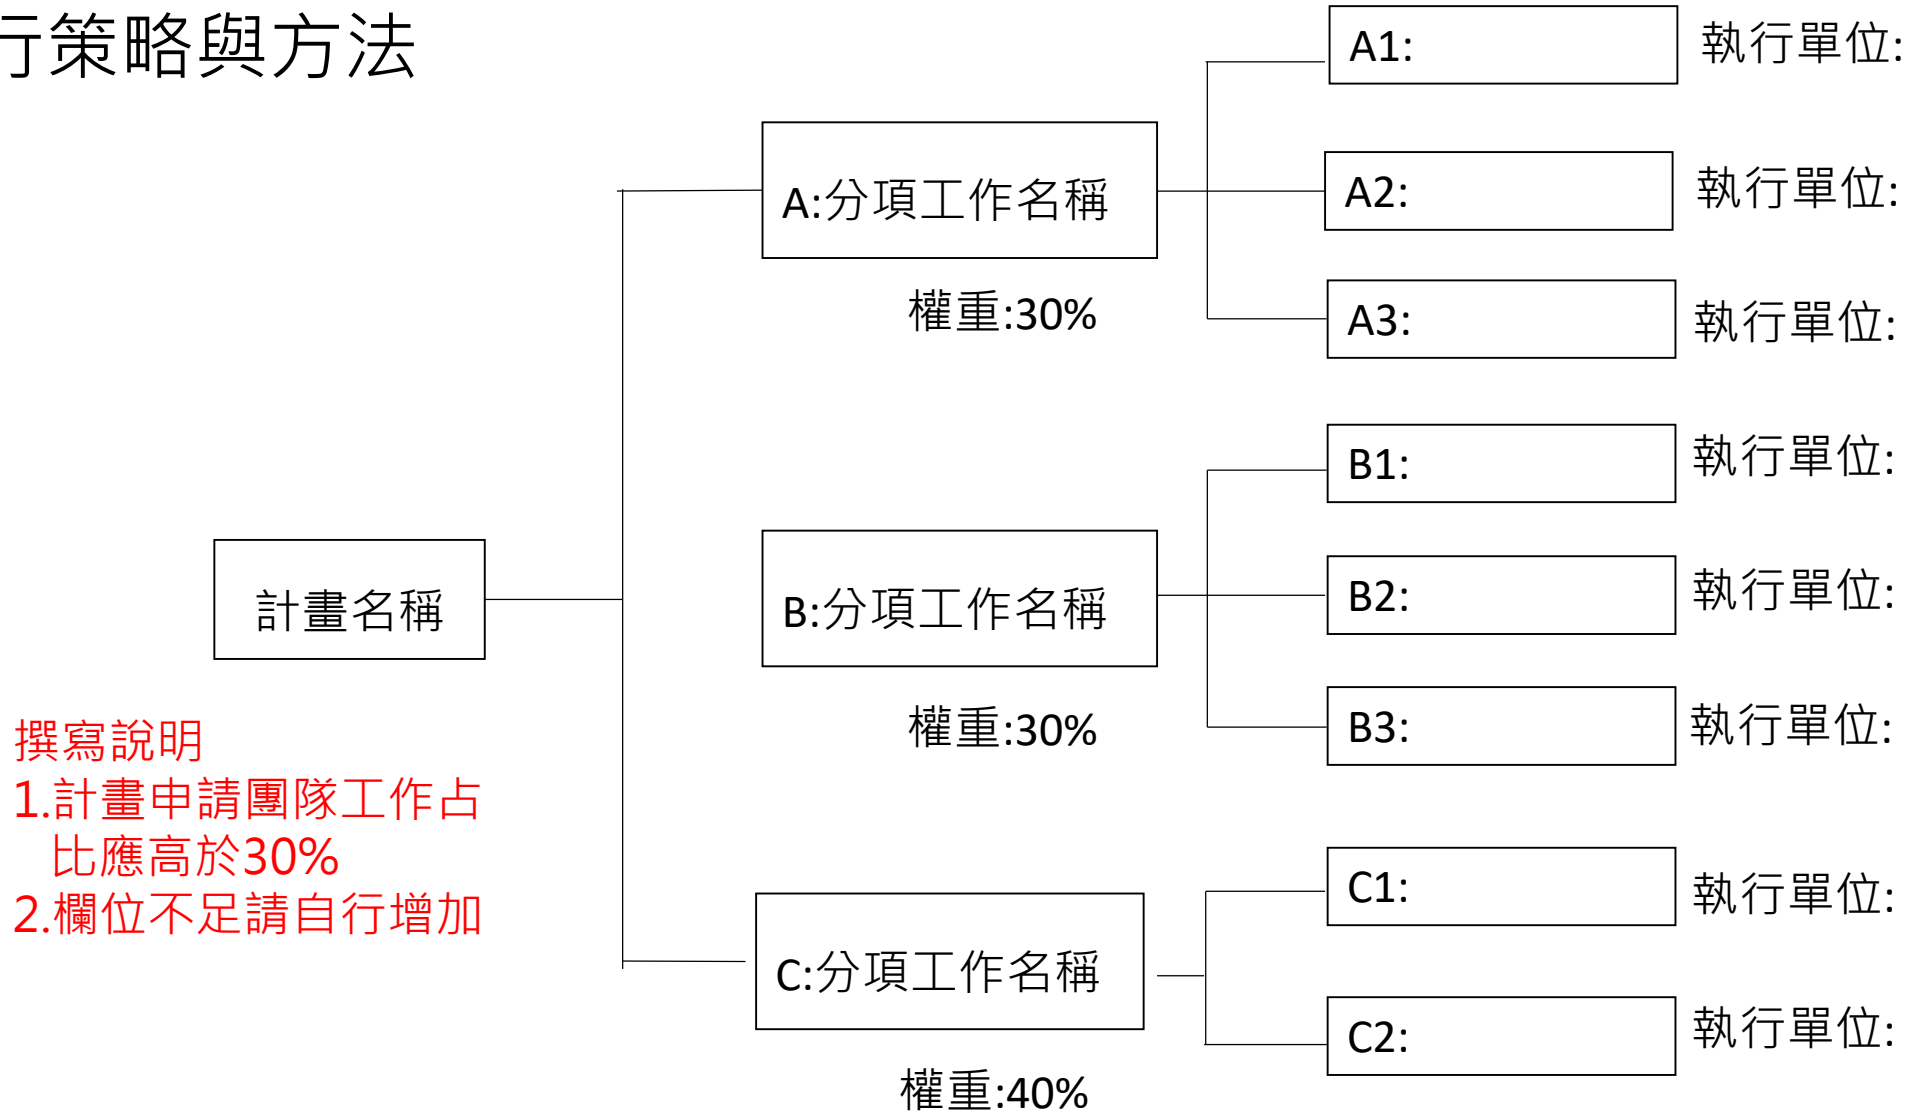 行策略與方法
A1:
執行單位:
A:分項工作名稱
A2:
執行單位:
權重:30%
A3:
執行單位:
B1:
執行單位:
計畫名稱
B:分項工作名稱
B2:
執行單位:
權重:30%
B3:
執行單位:
撰寫說明
1.計畫申請團隊工作占
比應高於30%
2.欄位不足請自行增加
C1:
執行單位:
C:分項工作名稱
C2:
執行單位:
權重:40%